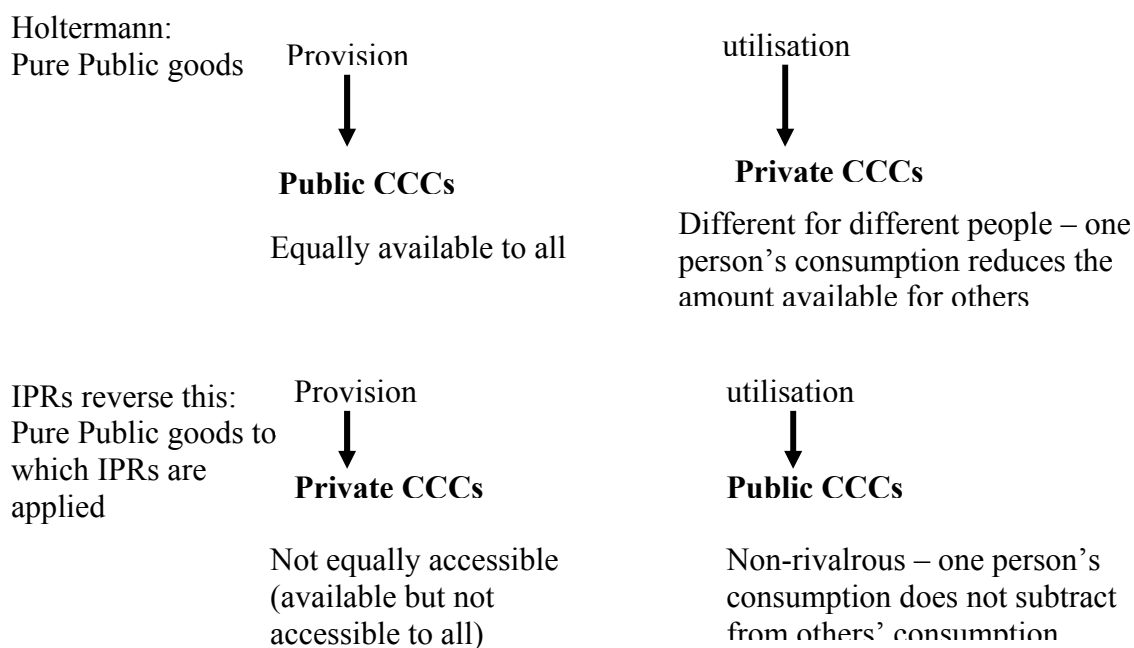 Holtermann:
Pure Public goods
Provision
utilisation
Public CCCs
Private CCCs
Equally available to all
Different for different people – one
person’s consumption reduces the
amount available for others
IPRs reverse this:
Pure Public goods to
which IPRs are
applied
Provision
utilisation
Private CCCs
Public CCCs
Not equally accessible
(available but not
accessible to all)
Non-rivalrous – one person’s
consumption does not subtract
from others’ consumption